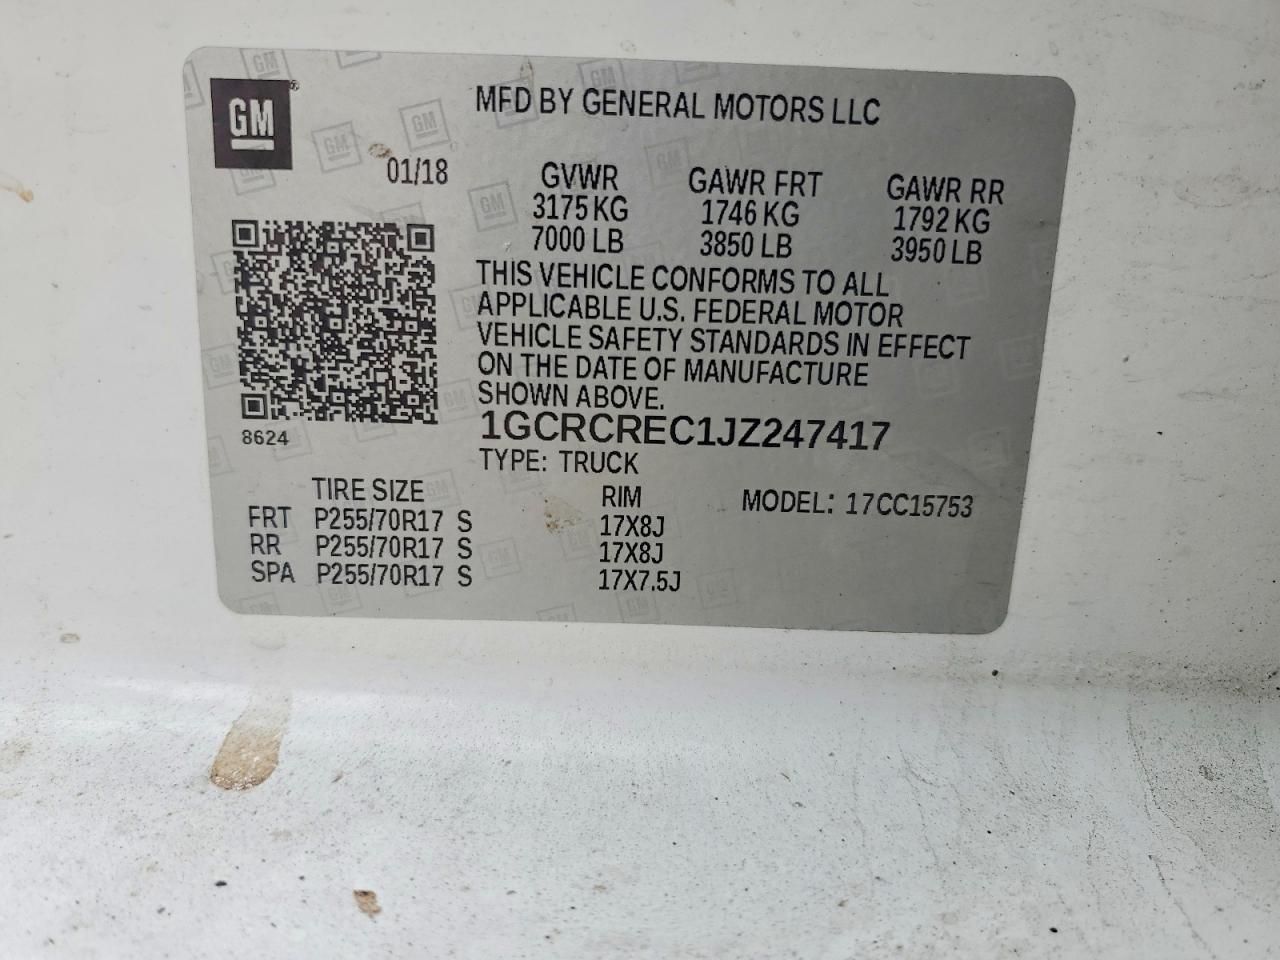 GM
MFD BY GENERAL MOTORS LLC
01/18
GVWR GAWR FRT GAWR RR
3175 KG 1746 KG 1792 KG
7000 LB 3850 LB 3950 LB
THIS VEHICLE CONFORMS TO ALL
APPLICABLE U.S. FEDERAL MOTOR
VEHICLE SAFETY STANDARDS IN EFFECT
ON THE DATE OF MANUFACTURE
SHOWN ABOVE.
8624
1GCRCREC1JZ247417
TYPE: TRUCK
TIRE SIZE RIM MODEL: 17CC15753
FRT P255/70R17 S 17X8J
RR P255/70R17 S 17X8J
SPA P255/70R17 S 17X7.5J